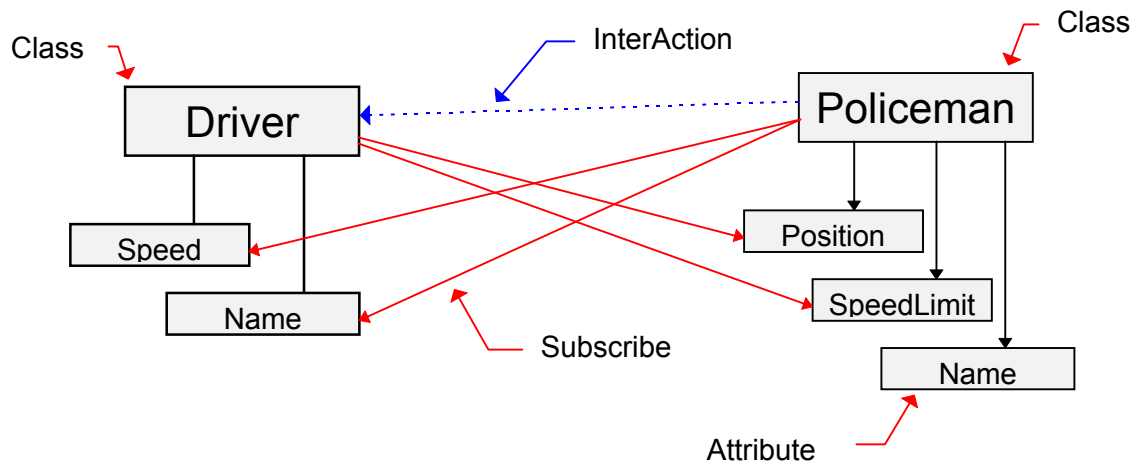 Class
InterAction
Class
Driver
Policeman
Speed
Position
Name
SpeedLimit
Subscribe
Name
Attribute